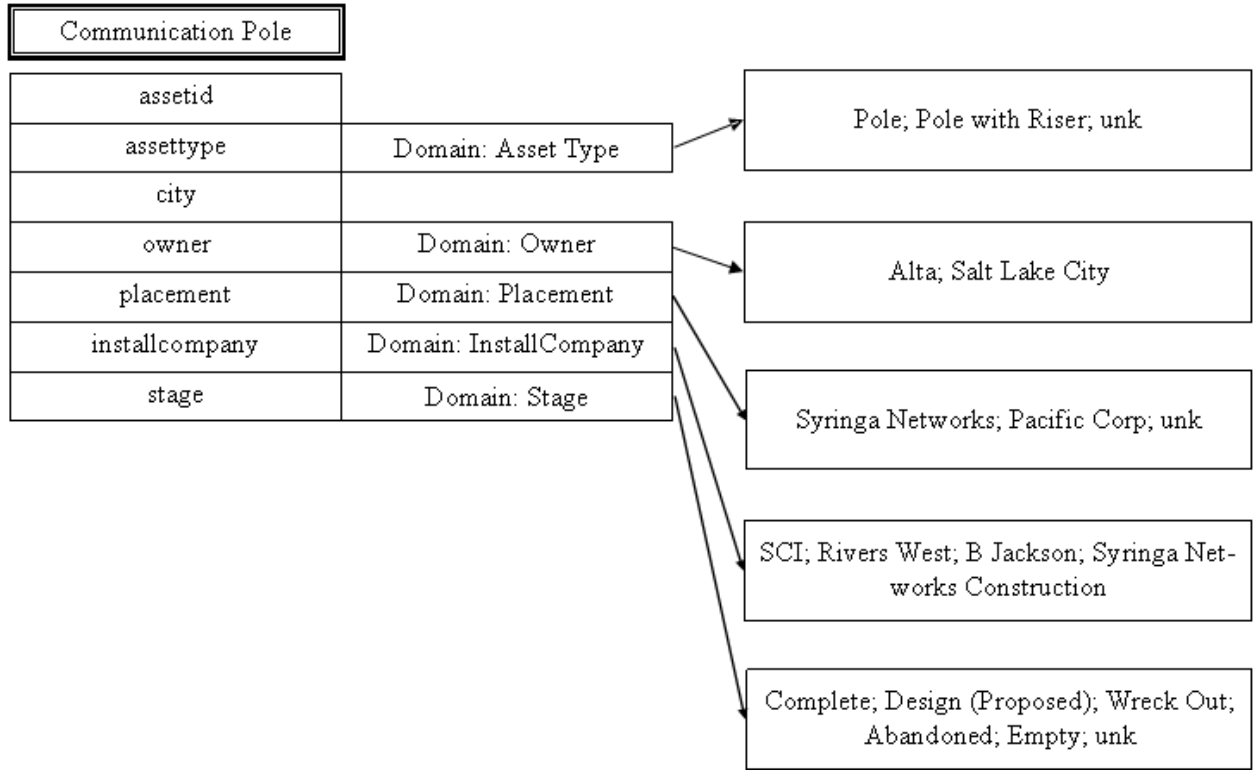 Communication Pole
assetid
assettype
Domain: Asset Type
city
owner
Domain: Owner
placement
Domain: Placement
installcompany
Domain: InstallCompany
stage
Domain: Stage
Pole; Pole with Riser; unk
Alta; Salt Lake City
Syringa Networks; Pacific Corp; unk
SCI; Rivers West; B Jackson; Syringa Net-
works Construction
Complete; Design (Proposed); Wreck Out;
Abandoned; Empty; unk